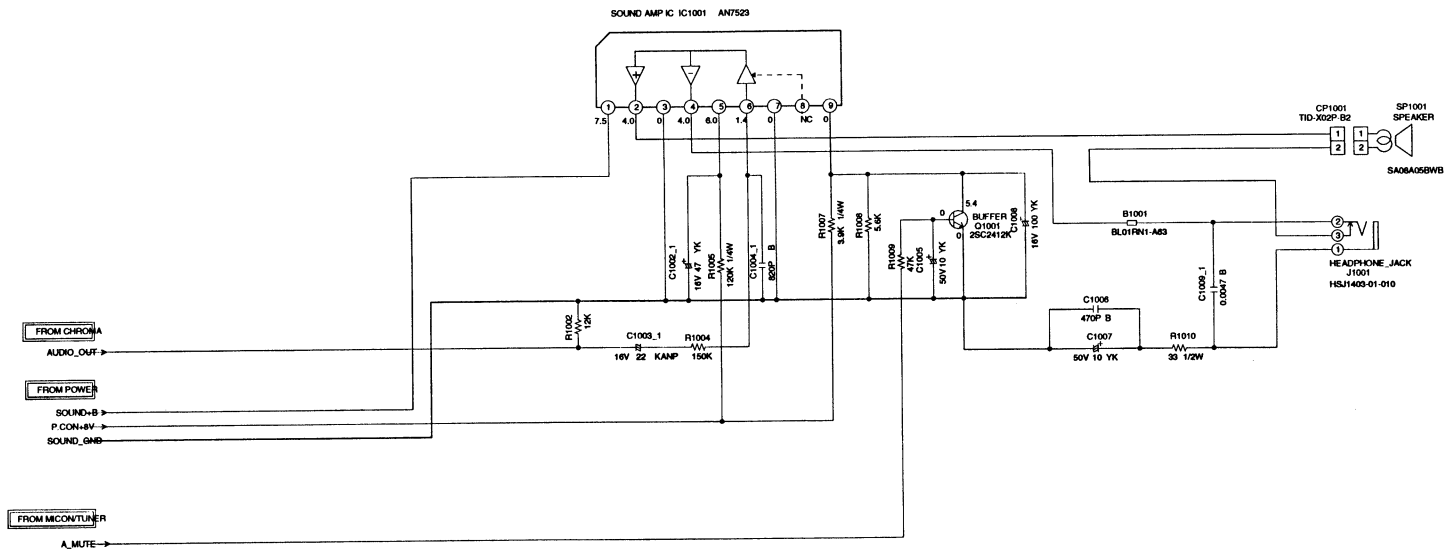 SOUND AMP IC IC1001 AN7523
+
-
1 2 3 4 5 6 7 8 9
7.5 4.0 0 4.0 6.0 1.4 0 NC 0
CP1001
TID-X02P-B2
SP1001
SPEAKER
1 1
2 2
SA08A05BWB
C1002_1
16V 47 YK
R1005
120K 1/4W
C1004_1
820P B
R1007
3.9K 1/4W
R1008
5.6K
R1009
47K
C1005
50V 10 YK
0
5.4
BUFFER
Q1001
2SC2412K
0
C1008
16V 100 YK
B1001
BL01RN1-A63
2
3
1
HEADPHONE_JACK
J1001
HSJ1403-01-010
C1009_1
0.0047 B
C1006
470P B
C1007
50V 10 YK
R1010
33 1/2W
R1002
12K
C1003_1
16V 22 KANP
R1004
150K
FROM CHROMA
AUDIO_OUT
FROM POWER
SOUND+B
P.CON+8V
SOUND_GND
FROM MICON/TUNER
A_MUTE